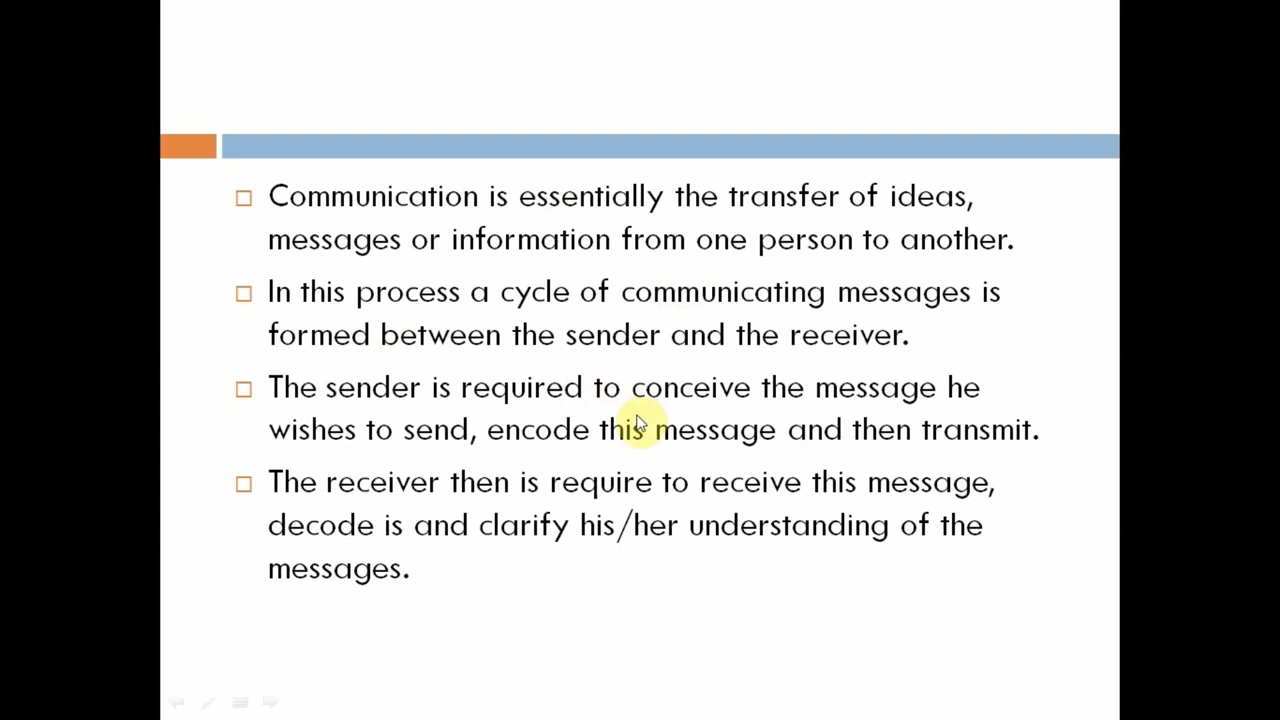 Communication is essentially the transfer of ideas,
messages or information from one person to another.
In this process a cycle of communicating messages is
formed between the sender and the receiver.
The sender is required to conceive the message he
wishes to send, encode this message and then transmit.
The receiver then is require to receive this message,
decode is and clarify his/her understanding of the
messages.